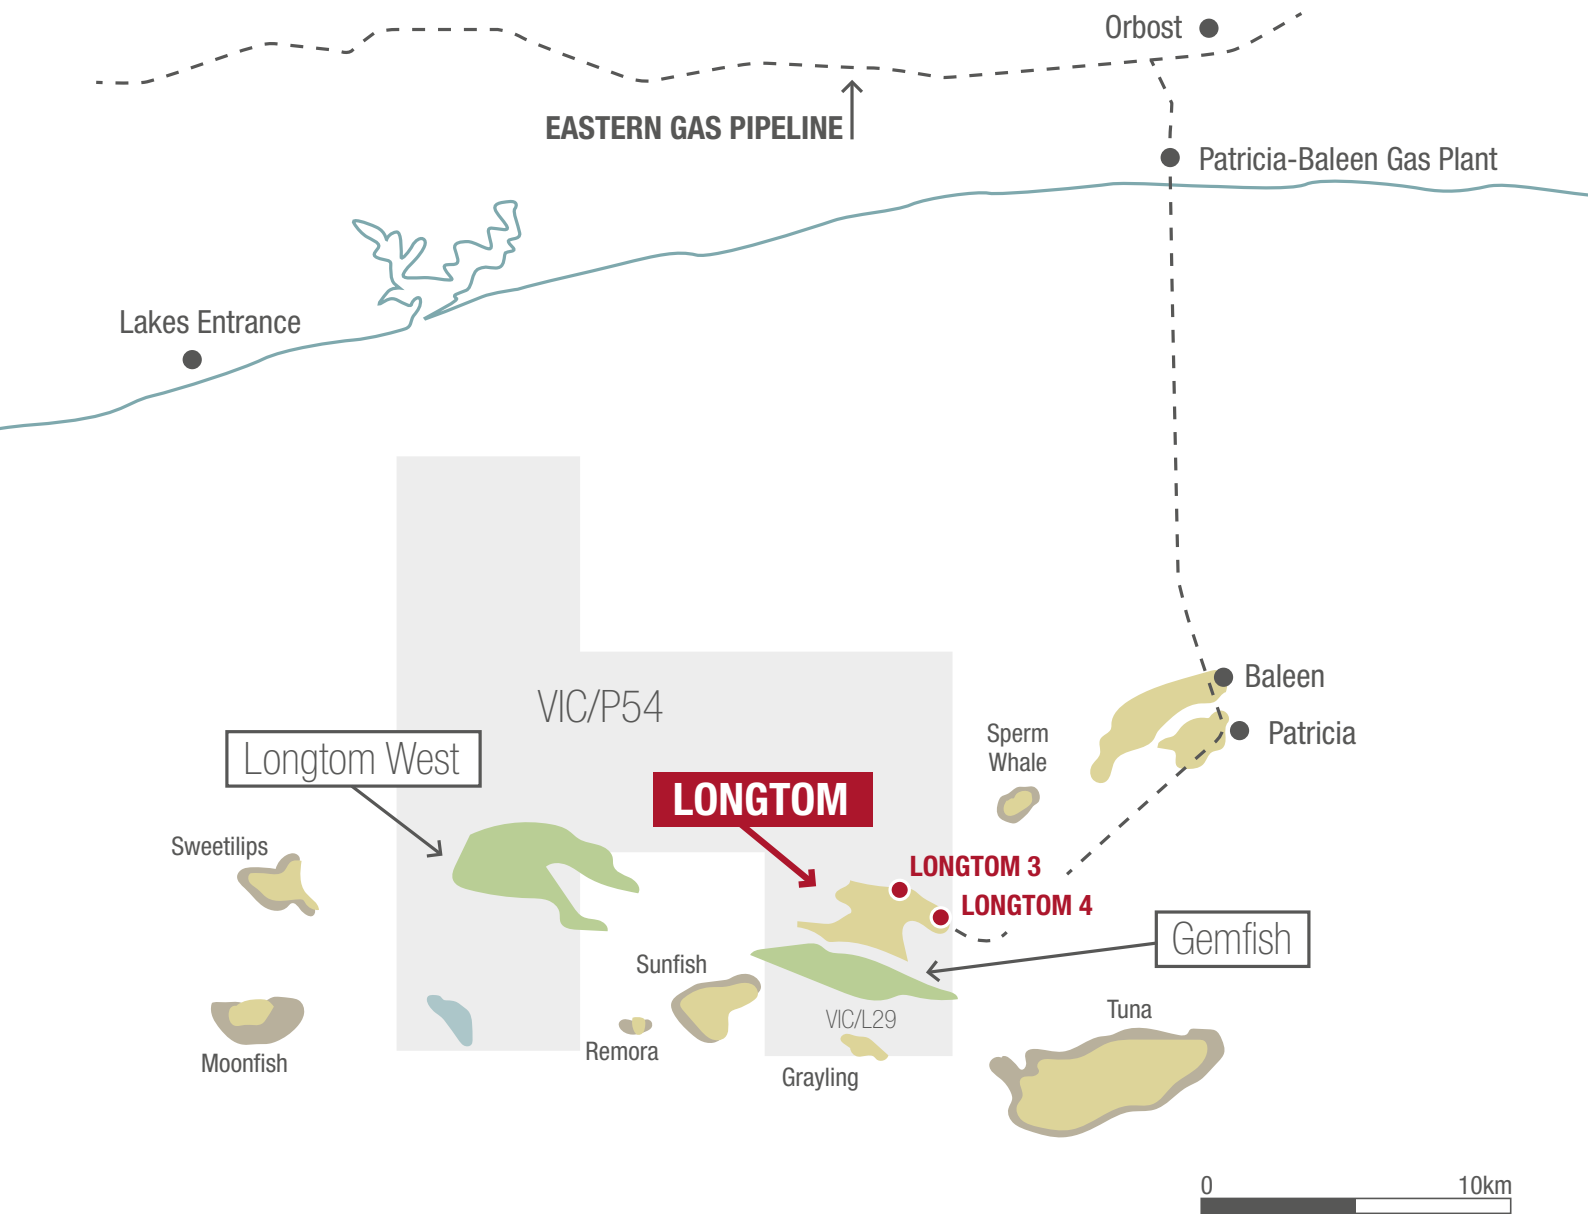 Orbost
EASTERN GAS PIPELINE
Patricia-Baleen Gas Plant
Lakes Entrance
Baleen
VIC/P54
Patricia
Sperm
Whale
Longtom West
LONGTOM
Sweetilips
LONGTOM 3
LONGTOM 4
Gemfish
Sunfish
Tuna
VIC/L29
Remora
Moonfish
Grayling
0 10km